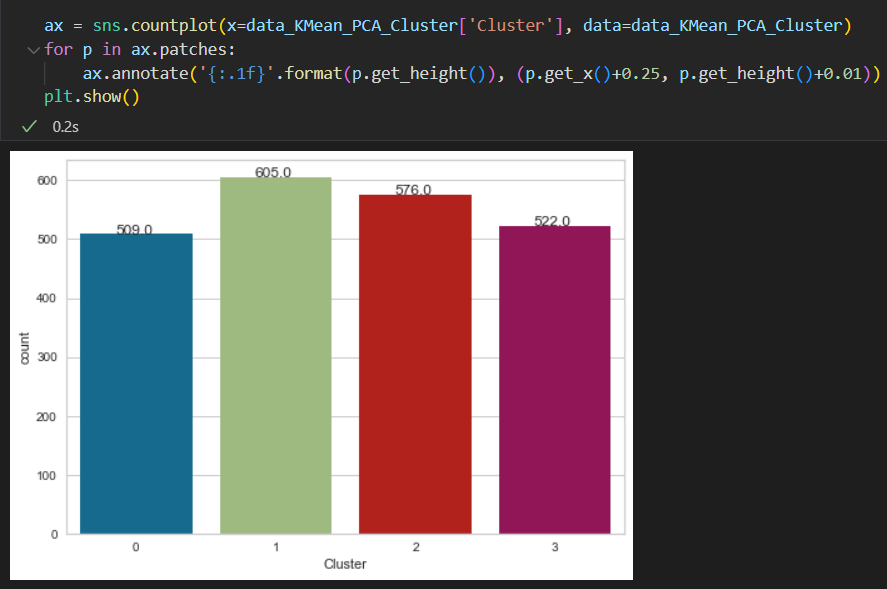 ax = sns.countplot(x=data_KMean_PCA_Cluster['Cluster'], data=data_KMean_PCA_Cluster)
for p in ax.patches:
    ax.annotate('{:.1f}'.format(p.get_height()), (p.get_x()+0.25, p.get_height()+0.01))
plt.show()
0.2s
605.0
576.0
522.0
509.0
600
500
400
300
200
100
0
count
0 1 2 3
Cluster